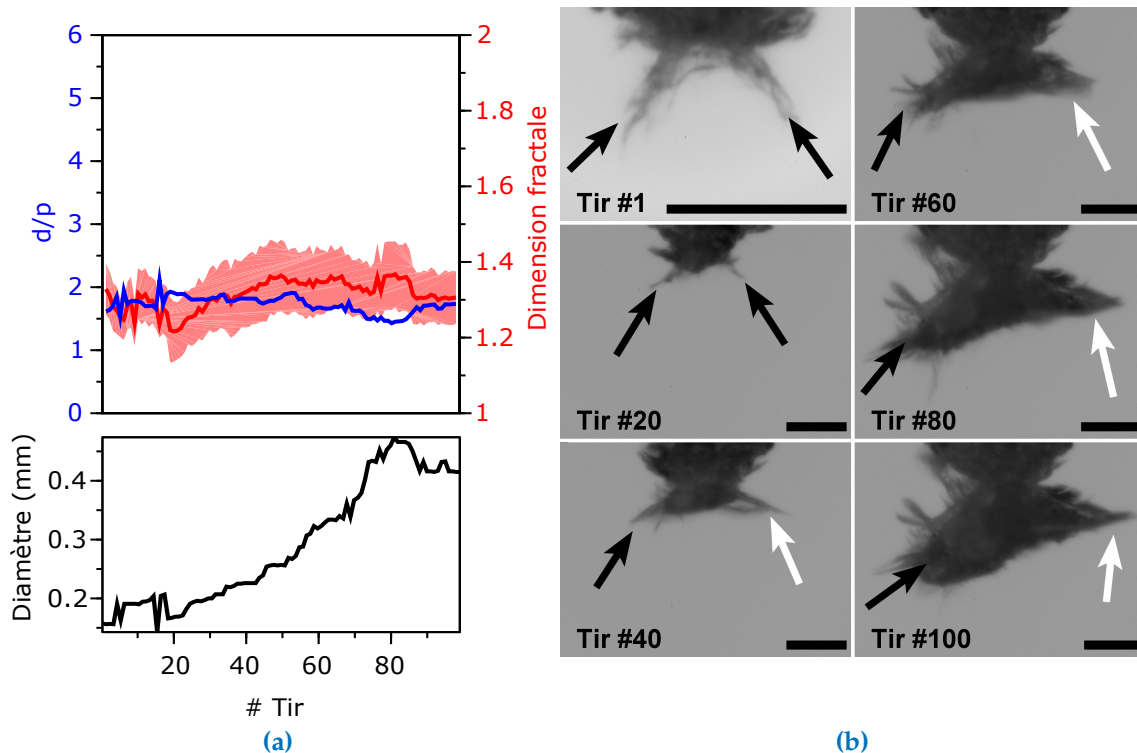 6
5
4
3
2
1
0
d/p
2
1.8
1.6
1.4
1.2
1
Dimension fractale
0.4
0.3
0.2
Diamètre (mm)
20
40
60
80
# Tir
(a)
Tir #1
Tir #60
Tir #20
Tir #80
Tir #40
Tir #100
(b)